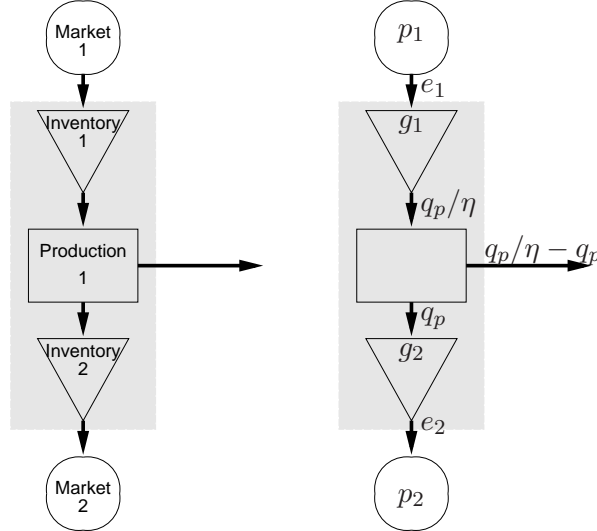 Market
1
Inventory
1
Production
1
Inventory
2
Market
2
p₁
e₁
g₁
qₚ/η
qₚ/η − qₚ
qₚ
g₂
e₂
p₂